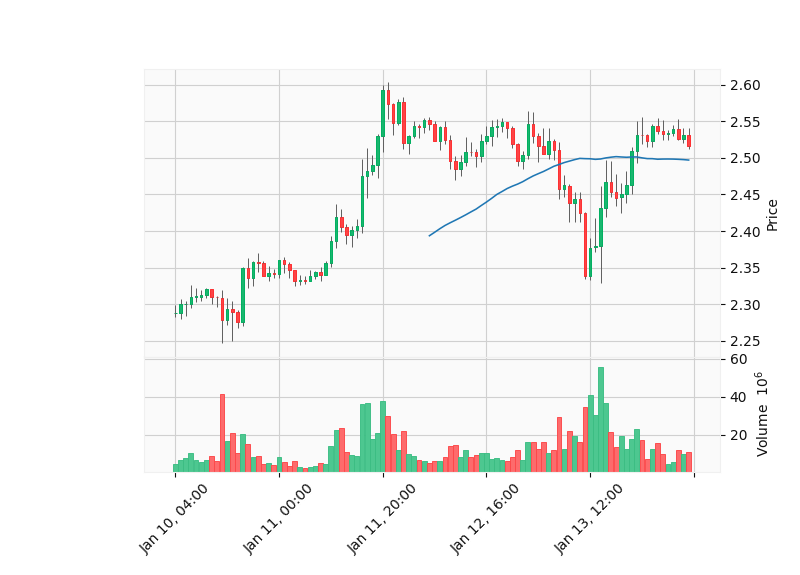 2.60
2.55
2.50
2.45
2.40
2.35
2.30
2.25
Price
60
40
20
Volume 10^6
Jan 10, 04:00
Jan 11, 00:00
Jan 11, 20:00
Jan 12, 16:00
Jan 13, 12:00